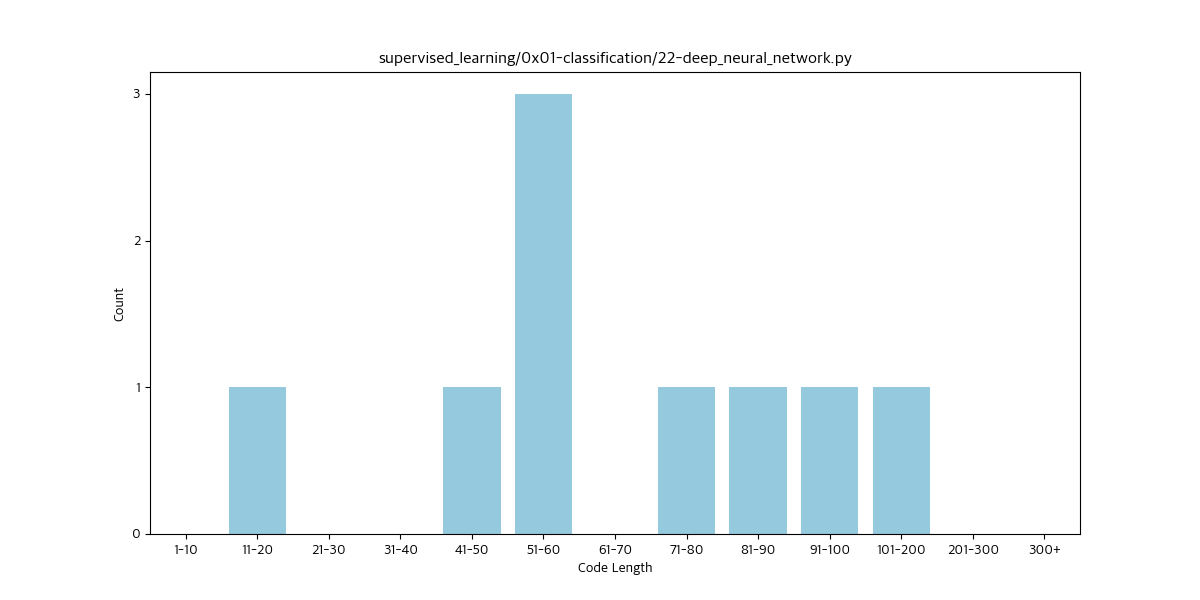 supervised_learning/0x01-classification/22-deep_neural_network.py
3
2
1
0
Count
1-10 11-20 21-30 31-40 41-50 51-60 61-70 71-80 81-90 91-100 101-200 201-300 300+
Code Length